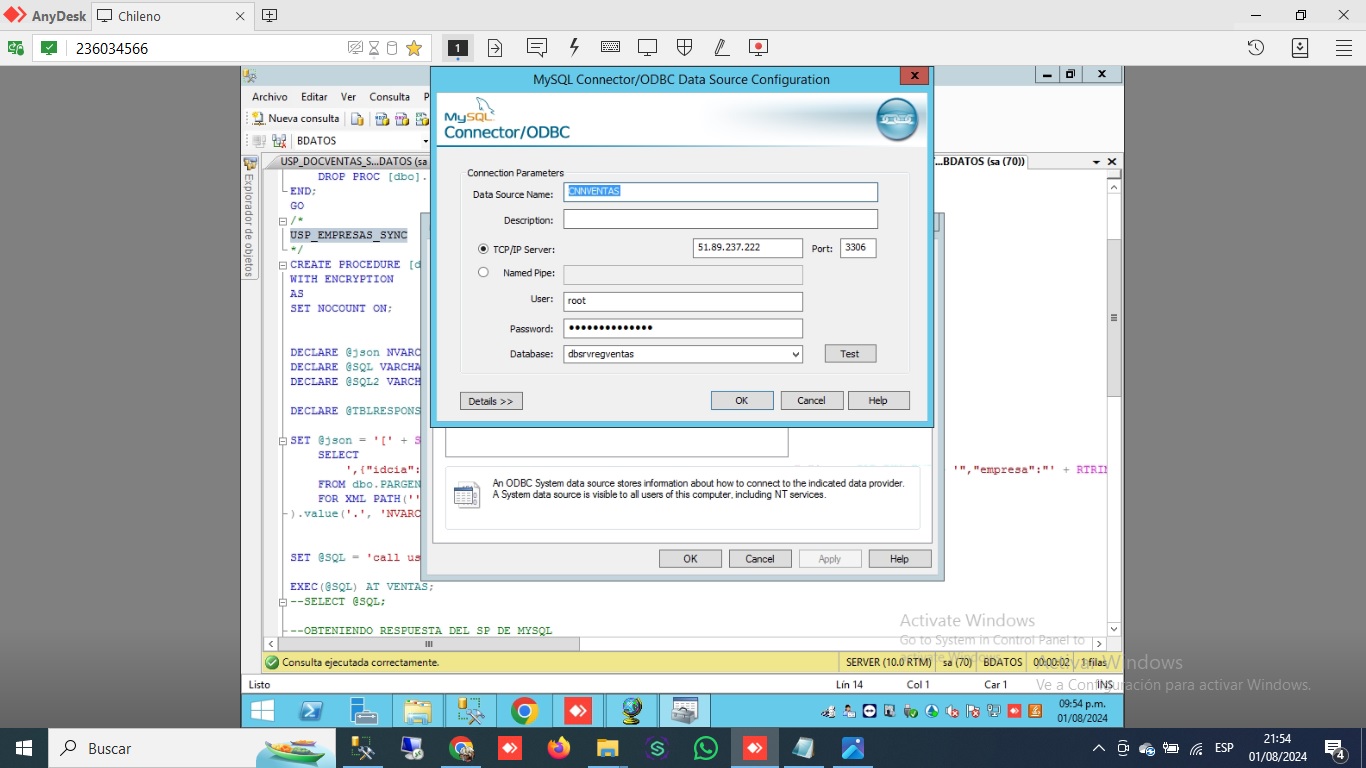 AnyDesk
Chileno
236034566
1
MySQL Connector/ODBC Data Source Configuration
Archivo Editar Ver Consulta P
Nueva consulta
BDATOS
MySQL
Connector/ODBC
USP_DOCVENTAS_S...DATOS (sa
...BDATOS (sa (70))
Explorador de objetos
DROP PROC [dbo].
END;
GO
/*
USP_EMPRESAS_SYNC
*/
CREATE PROCEDURE [d
WITH ENCRYPTION
AS
SET NOCOUNT ON;
DECLARE @json NVARC
DECLARE @SQL VARCHA
DECLARE @SQL2 VARCH
DECLARE @TBLRESPONS
SET @json = '[' + S
SELECT
',{"idcia":
'","empresa":"' + RTRI
FROM dbo.PARGEN
FOR XML PATH(''
).value('.', 'NVARC
SET @SQL = 'call us
EXEC(@SQL) AT VENTAS;
--SELECT @SQL;
--OBTENIENDO RESPUESTA DEL SP DE MYSQL
Connection Parameters
Data Source Name: CNNVENTAS
Description:
TCP/IP Server: 51.89.237.222 Port: 3306
Named Pipe:
User: root
Password: ••••••••••••••
Database: dbsrvregventas Test
Details >> OK Cancel Help
An ODBC System data source stores information about how to connect to the indicated data provider.
A System data source is visible to all users of this computer, including NT services.
OK Cancel Apply Help
Activate Windows
Go to System in Control Panel to
activate Windows.
Consulta ejecutada correctamente.
SERVER (10.0 RTM) sa (70) BDATOS 00:00:02 1 filas
Activar Windows
Ve a Configuración para activar Windows.
Listo Lín 14 Col 1 Car 1 INS
09:54 p.m.
01/08/2024
Buscar
ESP
21:54
01/08/2024
4